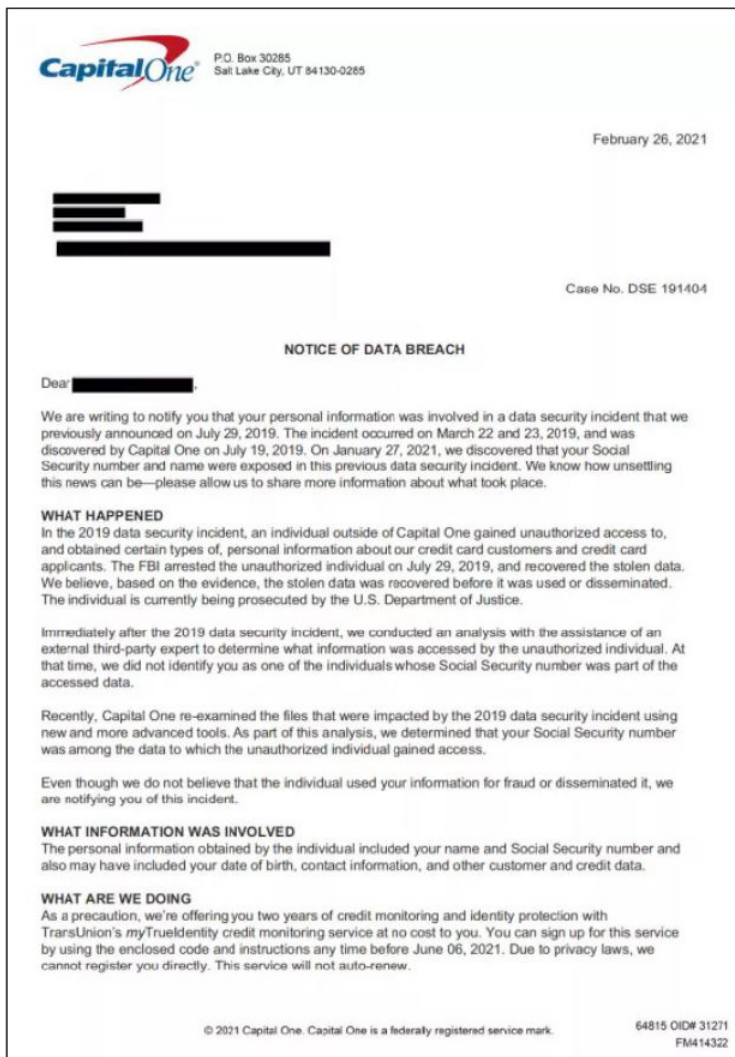 CapitalOne®
P.O. Box 30285
Salt Lake City, UT 84130-0285
February 26, 2021
Case No. DSE 191404
NOTICE OF DATA BREACH
Dear ,
We are writing to notify you that your personal information was involved in a data security incident that we
previously announced on July 29, 2019. The incident occurred on March 22 and 23, 2019, and was
discovered by Capital One on July 19, 2019. On January 27, 2021, we discovered that your Social
Security number and name were exposed in this previous data security incident. We know how unsettling
this news can be—please allow us to share more information about what took place.
WHAT HAPPENED
In the 2019 data security incident, an individual outside of Capital One gained unauthorized access to,
and obtained certain types of, personal information about our credit card customers and credit card
applicants. The FBI arrested the unauthorized individual on July 29, 2019, and recovered the stolen data.
We believe, based on the evidence, the stolen data was recovered before it was used or disseminated.
The individual is currently being prosecuted by the U.S. Department of Justice.
Immediately after the 2019 data security incident, we conducted an analysis with the assistance of an
external third-party expert to determine what information was accessed by the unauthorized individual. At
that time, we did not identify you as one of the individuals whose Social Security number was part of the
accessed data.
Recently, Capital One re-examined the files that were impacted by the 2019 data security incident using
new and more advanced tools. As part of this analysis, we determined that your Social Security number
was among the data to which the unauthorized individual gained access.
Even though we do not believe that the individual used your information for fraud or disseminated it, we
are notifying you of this incident.
WHAT INFORMATION WAS INVOLVED
The personal information obtained by the individual included your name and Social Security number and
also may have included your date of birth, contact information, and other customer and credit data.
WHAT ARE WE DOING
As a precaution, we're offering you two years of credit monitoring and identity protection with
TransUnion's myTrueIdentity credit monitoring service at no cost to you. You can sign up for this service
by using the enclosed code and instructions any time before June 06, 2021. Due to privacy laws, we
cannot register you directly. This service will not auto-renew.
© 2021 Capital One. Capital One is a federally registered service mark.
64815 OID# 31271
FM414322